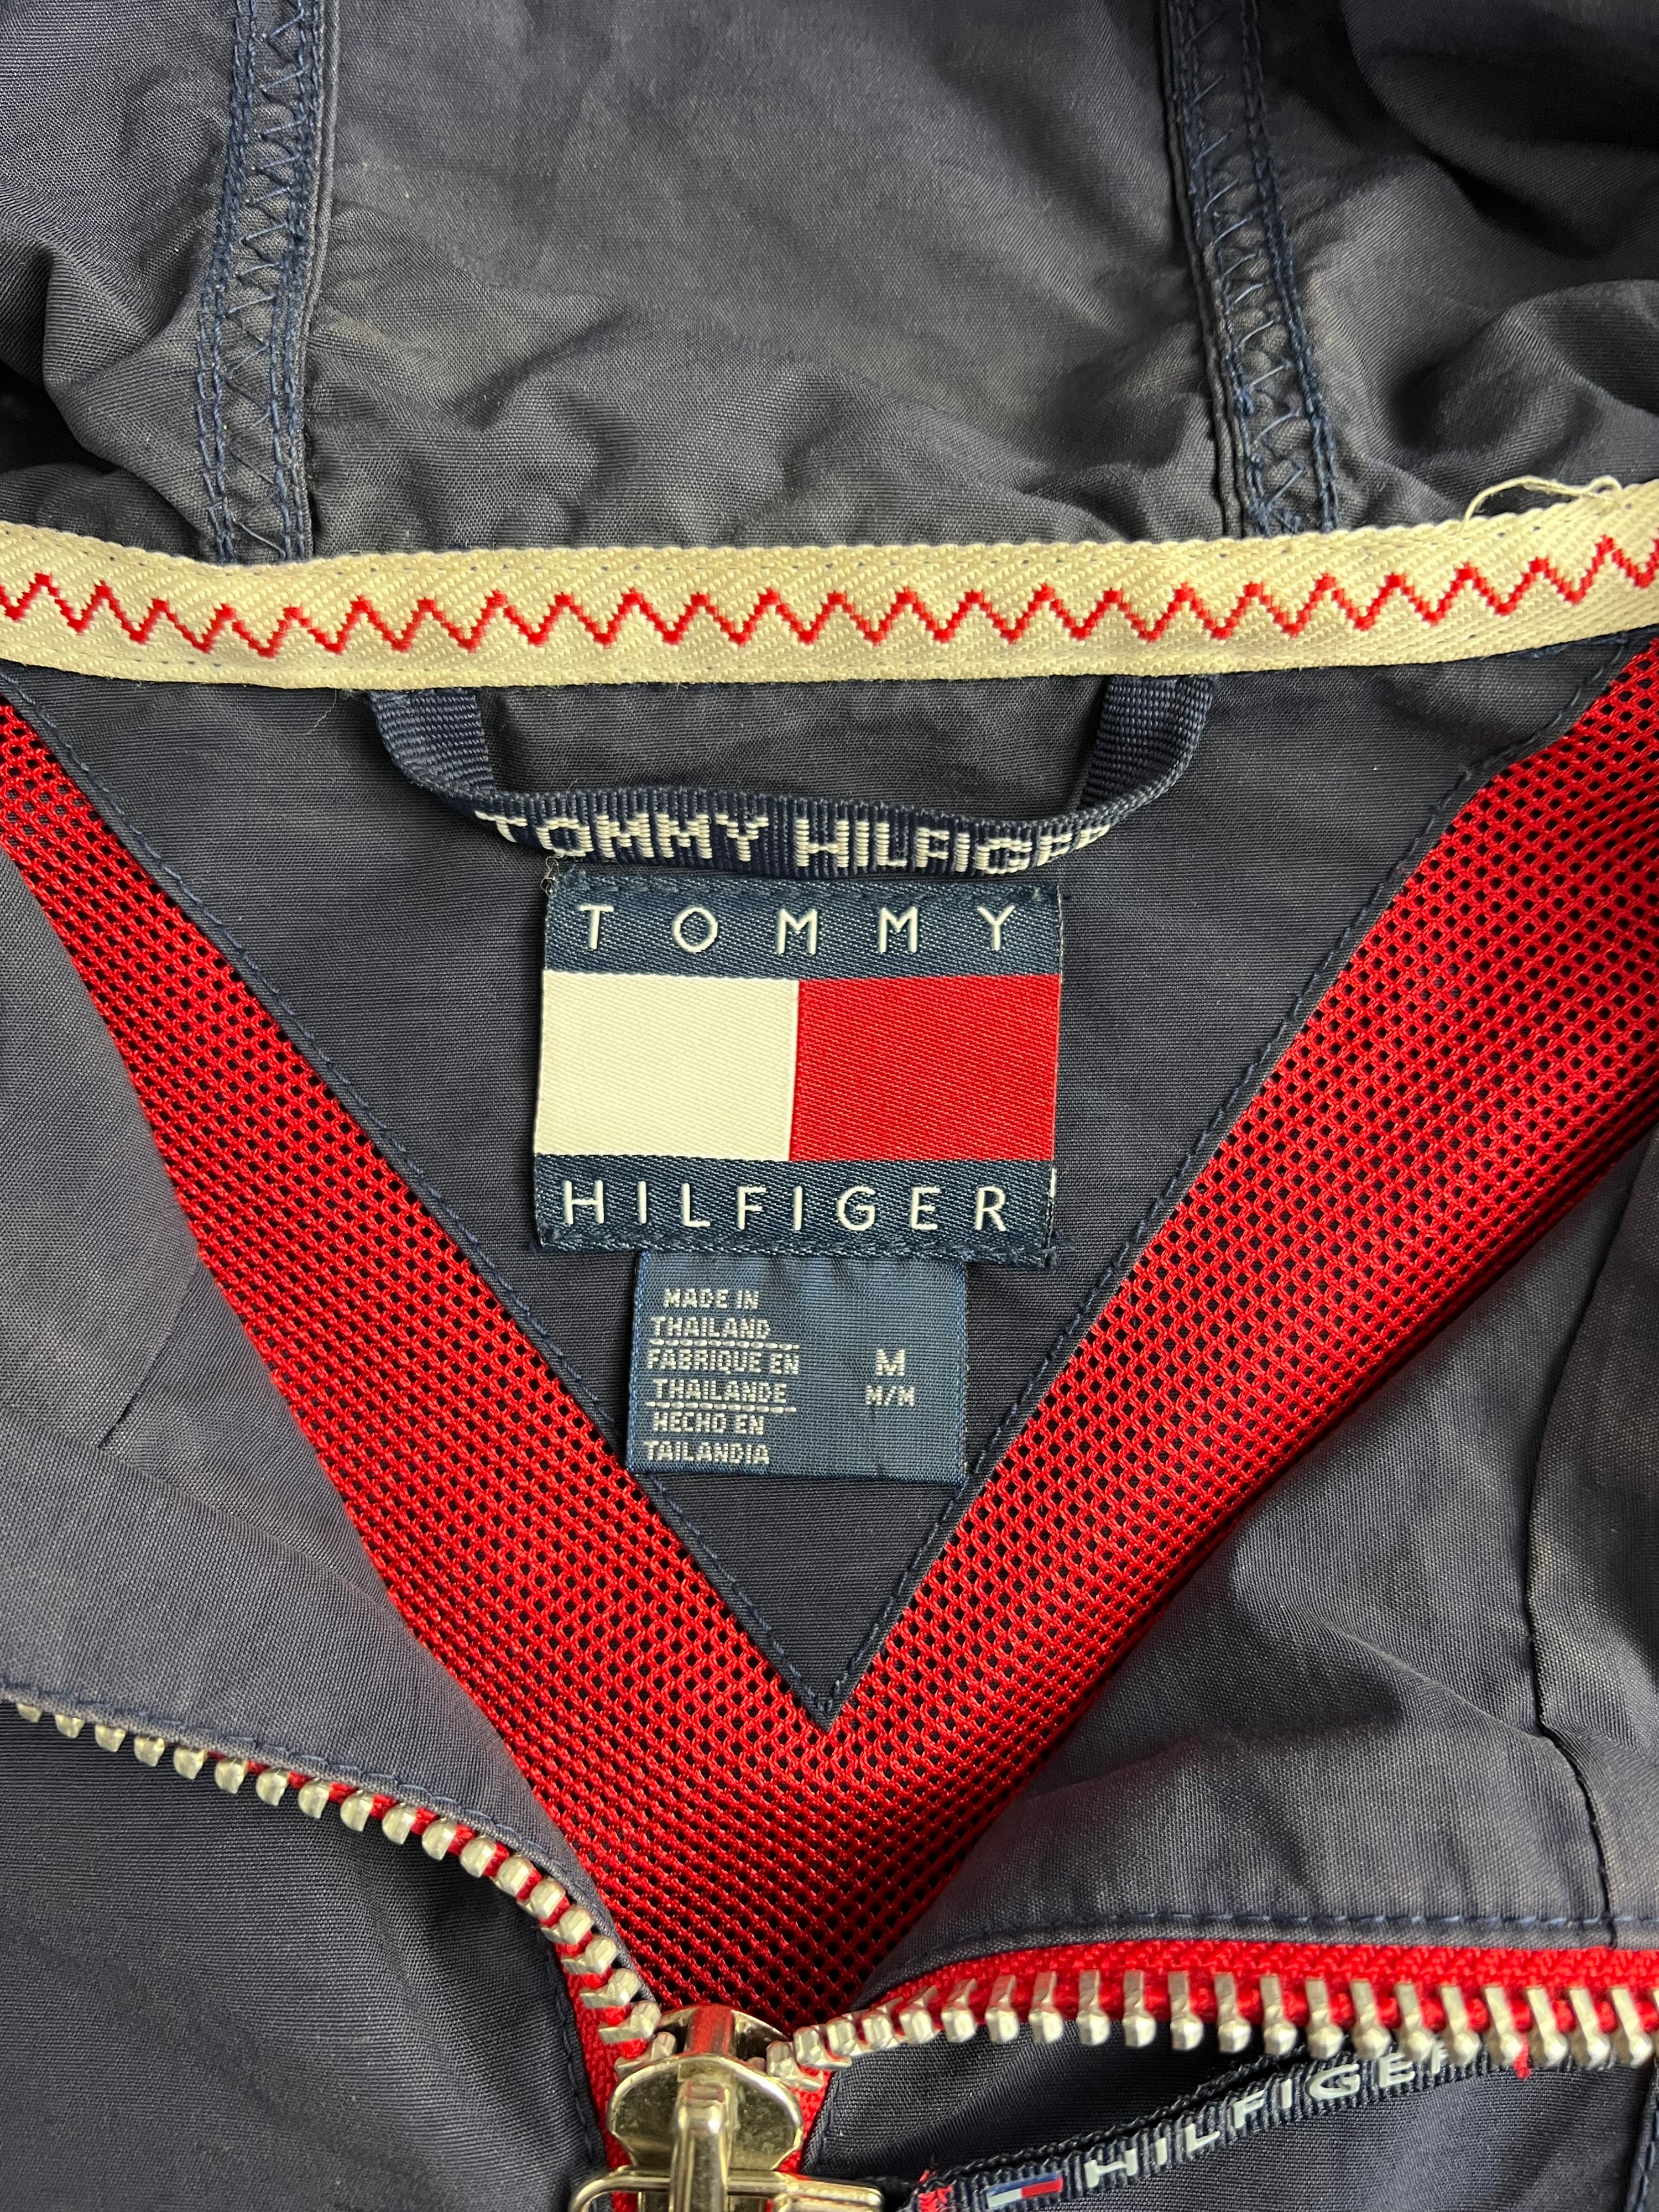 TOMMY HILFIGER
TOMMY
HILFIGER
MADE IN
THAILAND
FABRIQUE EN
THAILANDE
HECHO EN
TAILANDIA
M
M/M
HILFIGER